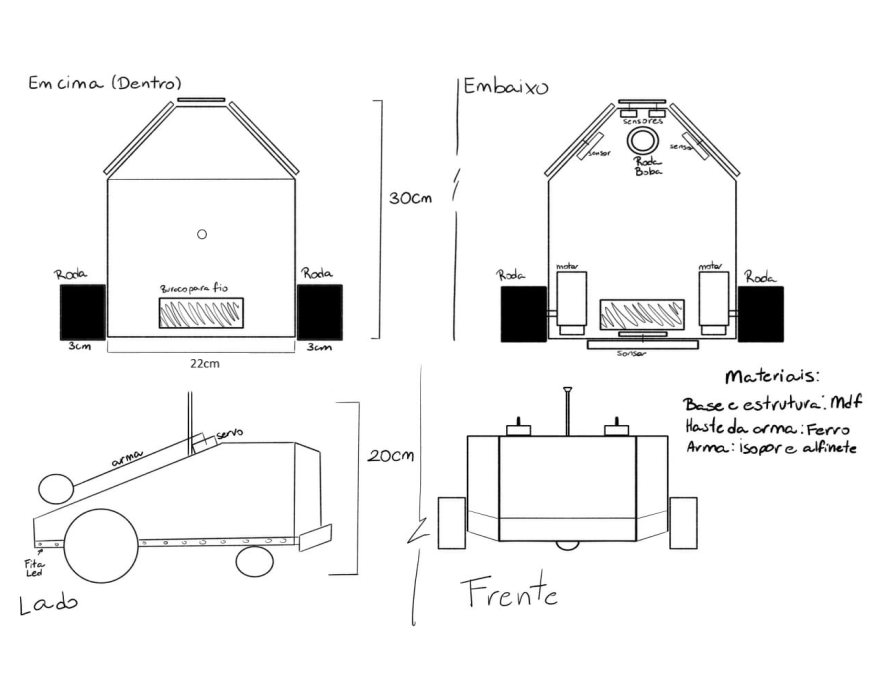 Em cima (Dentro)
Roda
Roda
Buraco para fio
3cm
3cm
22cm
30cm
Embaixo
sensores
sensor
sensor
Roda
Boba
Roda
motor
motor
Roda
sensor
Materiais:
Base e estrutura: Mdf
Haste da arma: Ferro
Arma: isopor e alfinete
servo
arma
20cm
Fita
Led
Lado
Frente